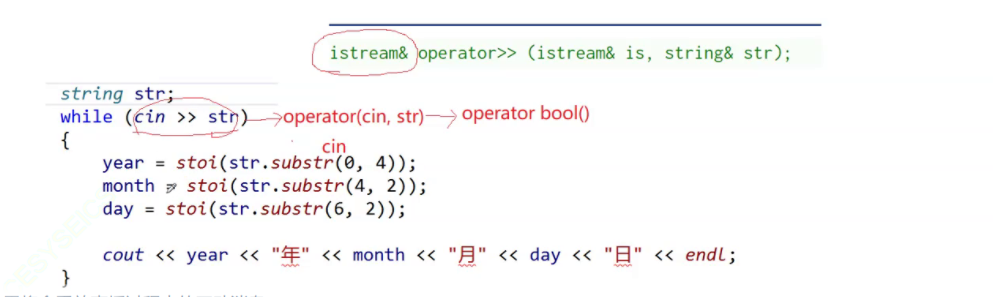 istream& operator>> (istream& is, string& str);
string str;
while (cin >> str) operator(cin, str) operator bool()
{ cin
year = stoi(str.substr(0, 4));
month = stoi(str.substr(4, 2));
day = stoi(str.substr(6, 2));
cout << year << "年" << month << "月" << day << "日" << endl;
}